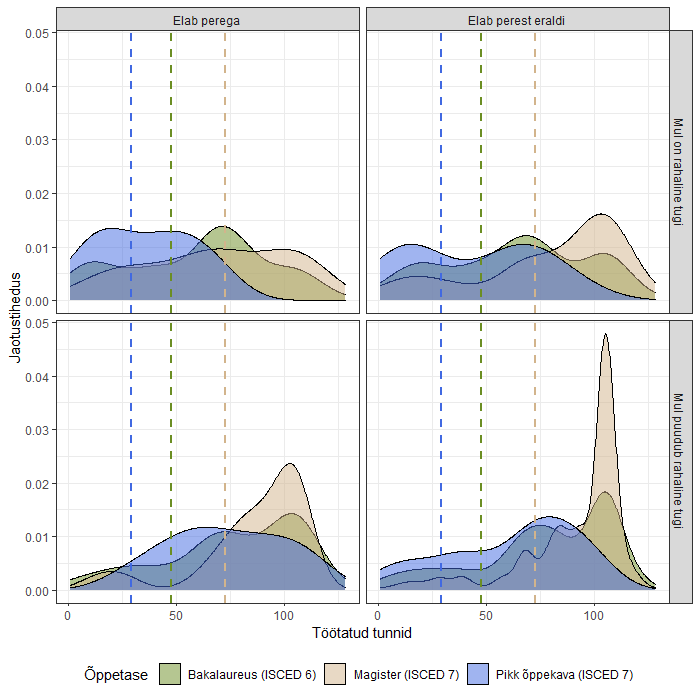 Elab perega
Elab perest eraldi
0.05
0.04
0.03
0.02
0.01
0.00
Mul on rahaline tugi
Jaotustihedus
0.05
0.04
0.03
0.02
0.01
0.00
Mul puudub rahaline tugi
0 50 100 0 50 100
Töötatud tunnid
Õppetase Bakalaureus (ISCED 6) Magister (ISCED 7) Pikk õppekava (ISCED 7)